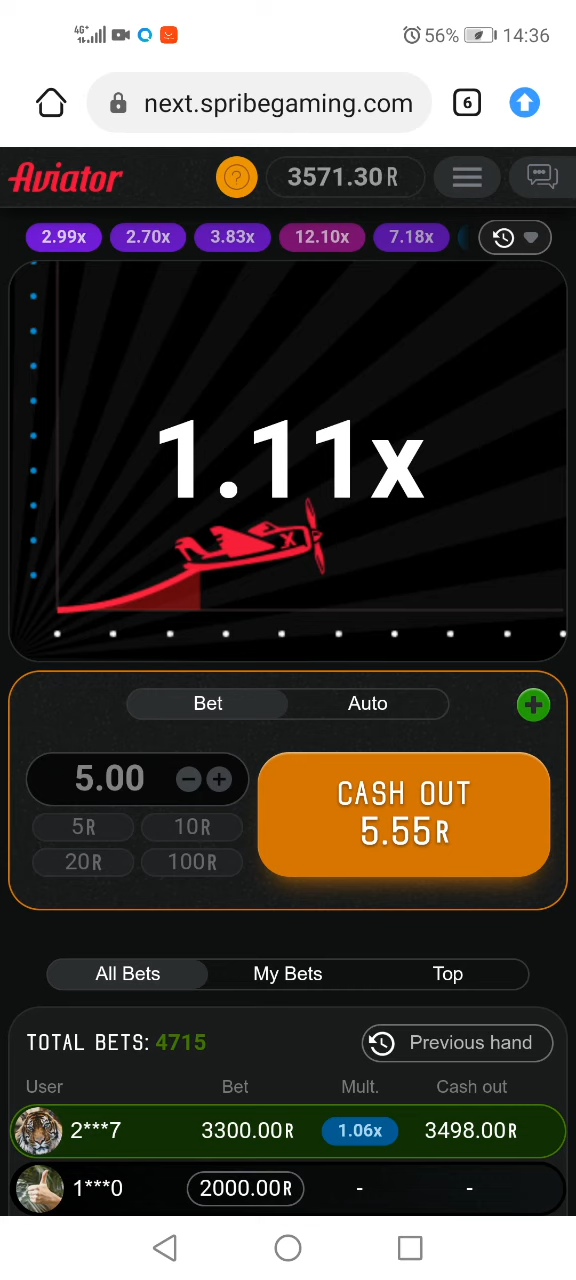 4G+ 56% 14:36
next.spribegaming.com 6
Aviator ? 3571.30R
2.99x 2.70x 3.83x 12.10x 7.18x
1.11x
X
Bet Auto
5.00
CASH OUT
5.55R
5R 10R
20R 100R
All Bets My Bets Top
TOTAL BETS: 4715 Previous hand
User Bet Mult. Cash out
2***7 3300.00R 1.06x 3498.00R
1***0 2000.00R - -